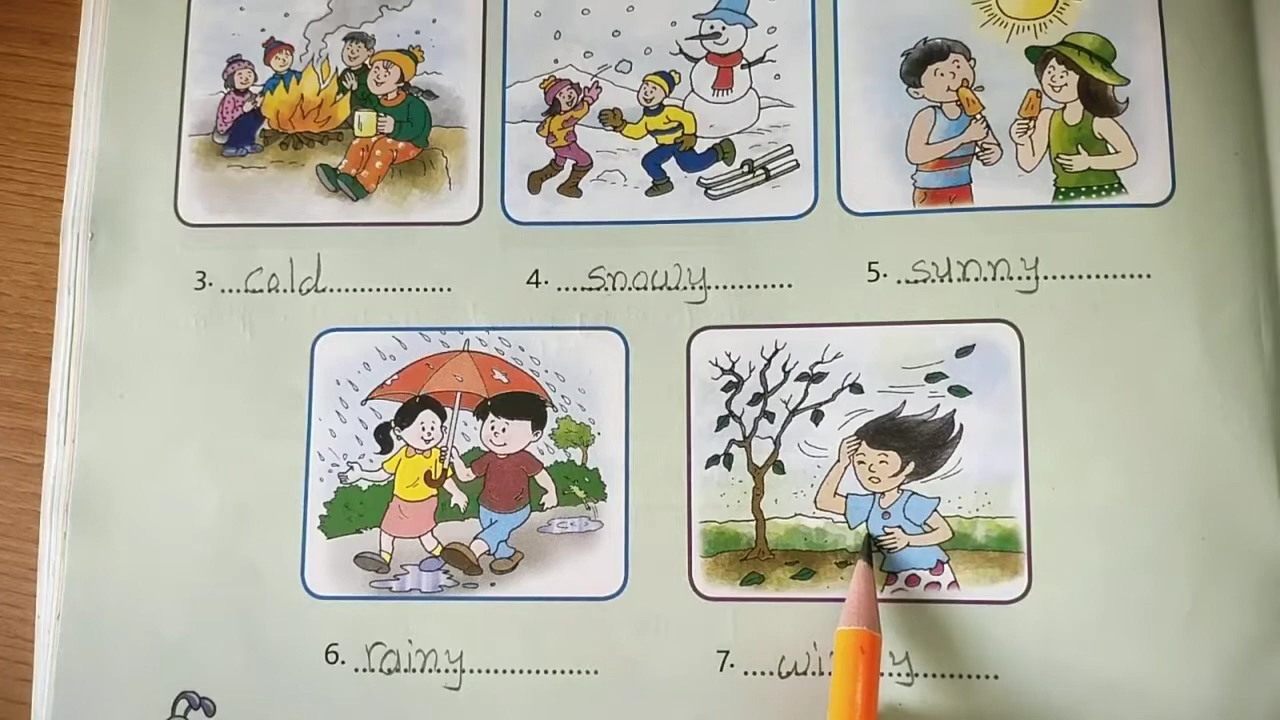 3. cold
4. snowy
5. sunny
6. rainy
7.